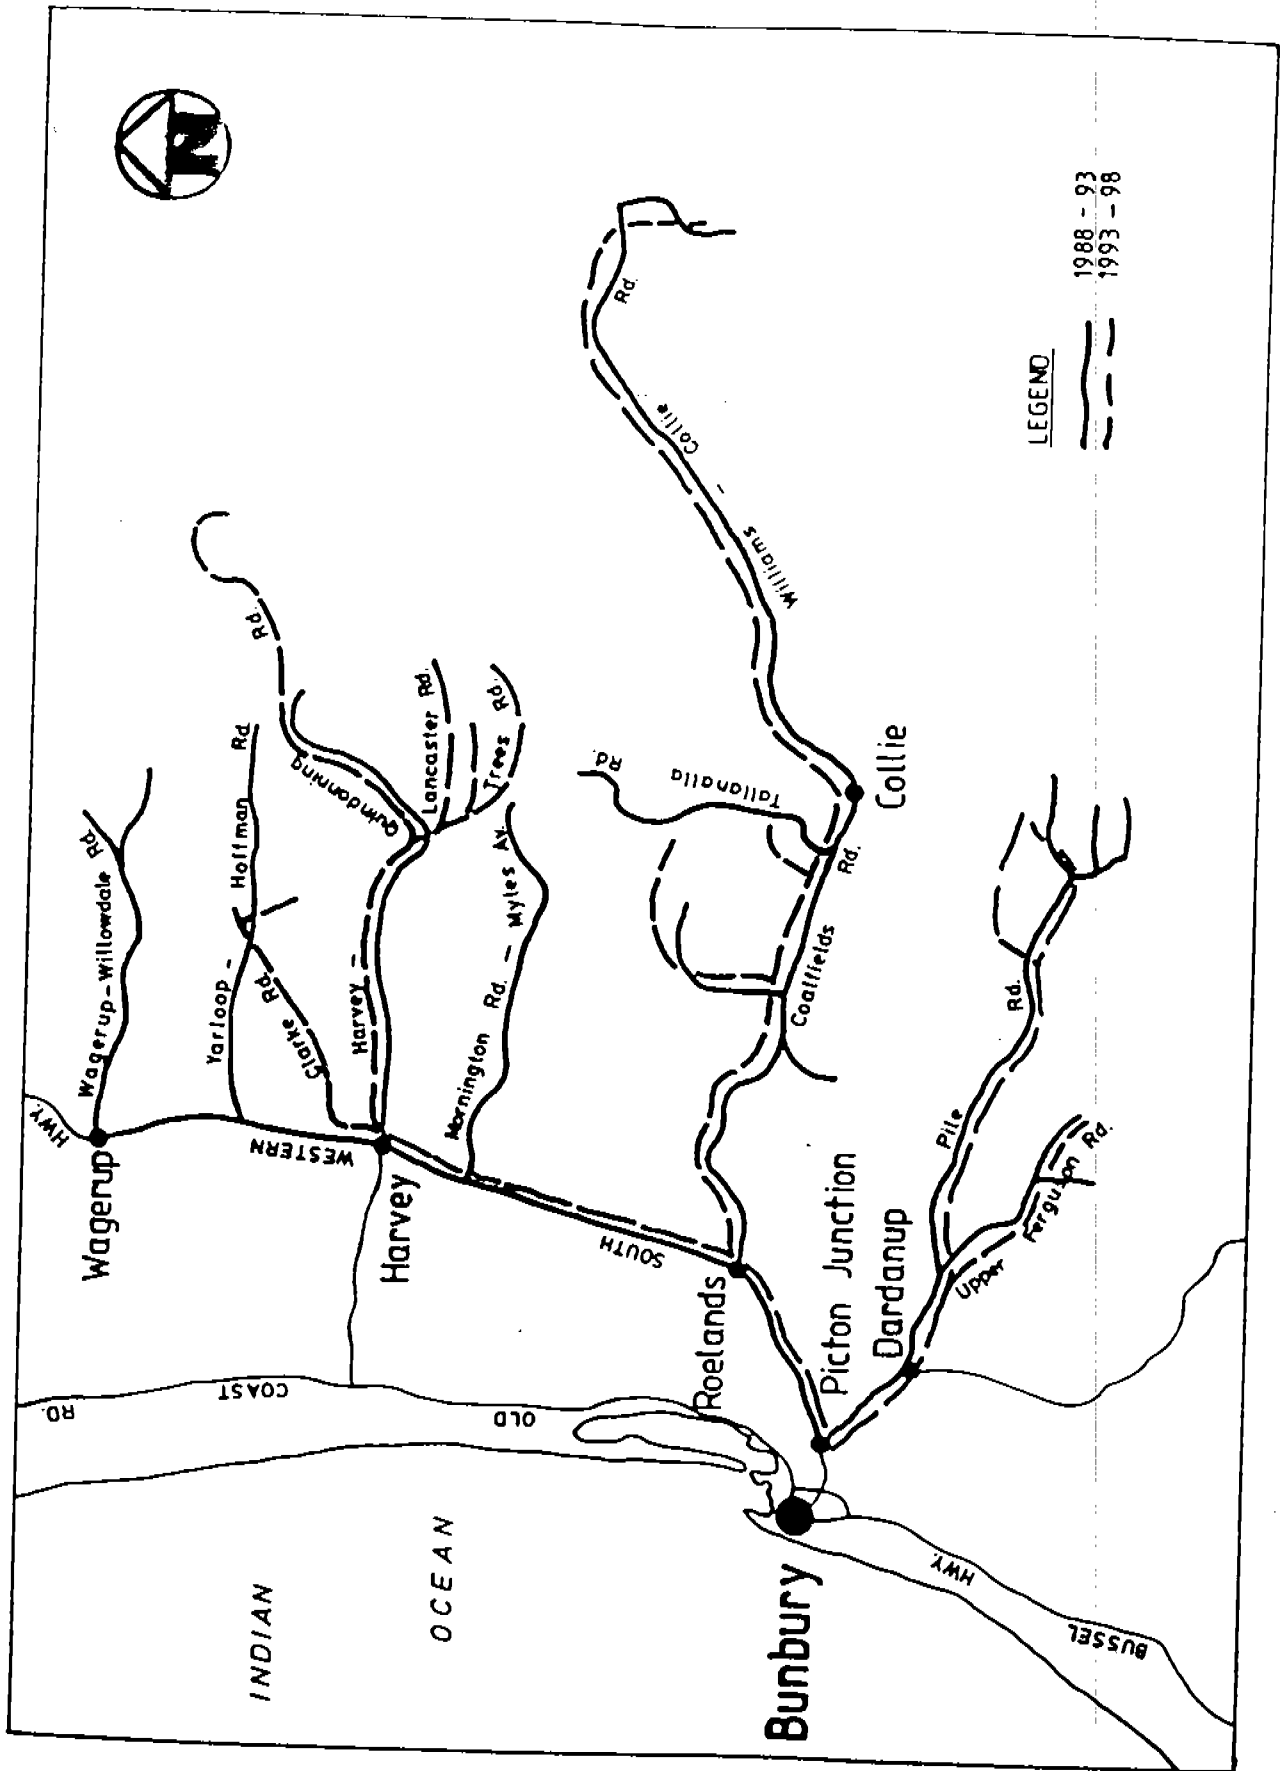 N
HWY.
Wagerup
Wagerup-Willowdale Rd.
Yarloop - Hoffman Rd.
Clarke Rd.
WESTERN
Harvey
Harvey - Quindanning Rd.
Lancaster Rd.
Trees Rd.
Mornington Rd. - Myles Av.
SOUTH
Roelands
Coalfields Rd.
Tallanalla Rd.
Collie
Williams - Collie Rd.
Picton Junction
Dardanup
Pile Rd.
Upper Ferguson Rd.
RD.
COAST
OLD
INDIAN
OCEAN
Bunbury
HWY.
BUSSEL
LEGEND
1988 - 93
1993 - 98